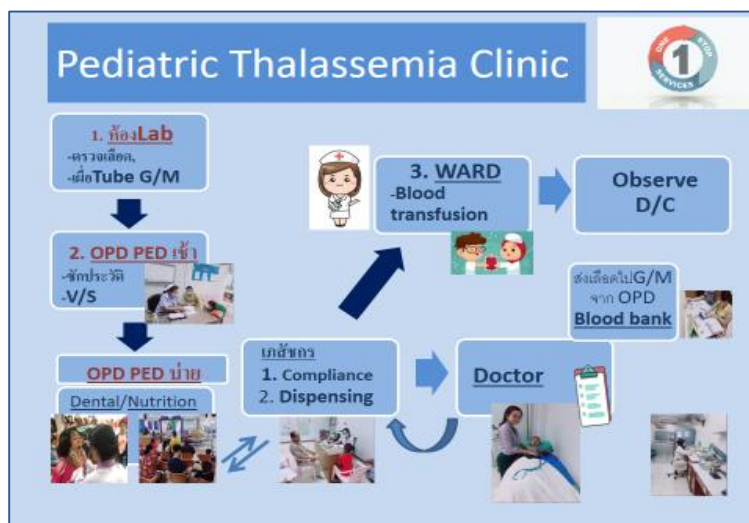 Pediatric Thalassemia Clinic
ONE STOP SERVICES
1
1. ห้องLab
-ตรวจเลือด,
-เผื่อTube G/M
2. OPD PED เช้า
-ซักประวัติ
-V/S
OPD PED บ่าย
Dental/Nutrition
เภสัชกร
1. Compliance
2. Dispensing
3. WARD
-Blood
transfusion
Observe
D/C
ส่งเลือดไปG/M
จาก OPD
Blood bank
Doctor